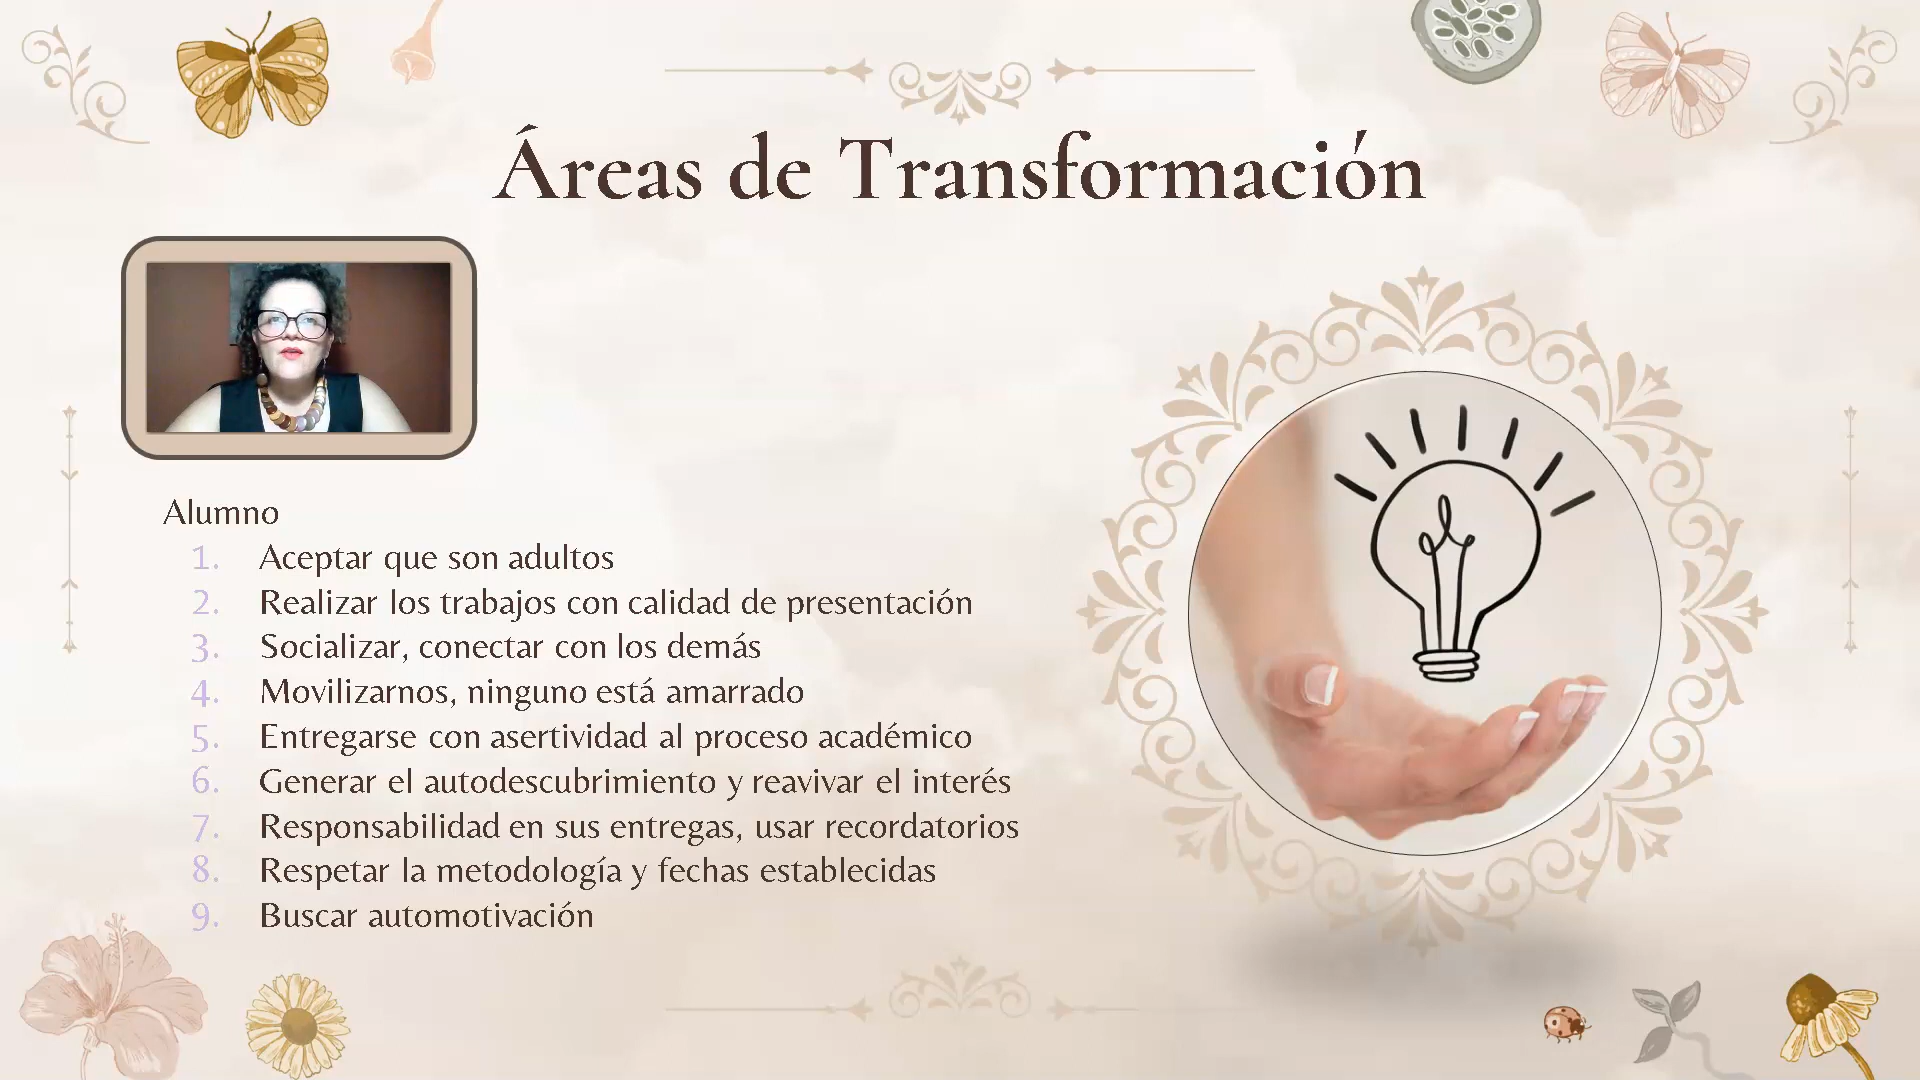 Áreas de Transformación
Alumno
1. Aceptar que son adultos
2. Realizar los trabajos con calidad de presentación
3. Socializar, conectar con los demás
4. Movilizarnos, ninguno está amarrado
5. Entregarse con asertividad al proceso académico
6. Generar el autodescubrimiento y reavivar el interés
7. Responsabilidad en sus entregas, usar recordatorios
8. Respetar la metodología y fechas establecidas
9. Buscar automotivación